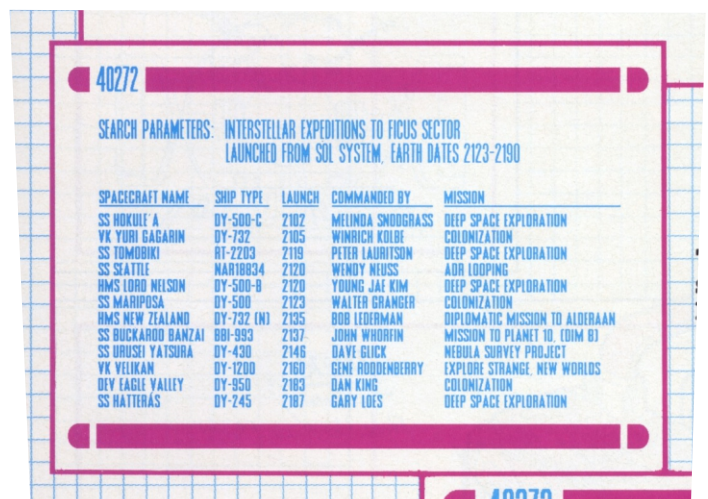 40272
SEARCH PARAMETERS: INTERSTELLAR EXPEDITIONS TO FICUS SECTOR
LAUNCHED FROM SOL SYSTEM, EARTH DATES 2123-2190
SPACECRAFT NAME SHIP TYPE LAUNCH COMMANDED BY MISSION
SS HOKULE'A DY-500-C 2102 MELINDA SNODGRASS DEEP SPACE EXPLORATION
VK YURI GAGARIN DY-732 2105 WINRICH KOLBE COLONIZATION
SS TOMOBIKI RT-2203 2119 PETER LAURITSON DEEP SPACE EXPLORATION
SS SEATTLE NAR18834 2120 WENDY NEUSS ADR LOOPING
HMS LORD NELSON DY-500-B 2120 YOUNG JAE KIM DEEP SPACE EXPLORATION
SS MARIPOSA DY-500 2123 WALTER GRANGER COLONIZATION
HMS NEW ZEALAND DY-732 (N) 2135 BOB LEDERMAN DIPLOMATIC MISSION TO ALDERAAN
SS BUCKAROO BANZAI BBI-993 2137 JOHN WHORFIN MISSION TO PLANET 10, (DIM 8)
SS URUSEI YATSURA DY-430 2146 DAVE GLICK NEBULA SURVEY PROJECT
VK VELIKAN DY-1200 2160 GENE RODDENBERRY EXPLORE STRANGE, NEW WORLDS
DEV EAGLE VALLEY DY-950 2183 DAN KING COLONIZATION
SS HATTERÁS DY-245 2187 GARY LOES DEEP SPACE EXPLORATION